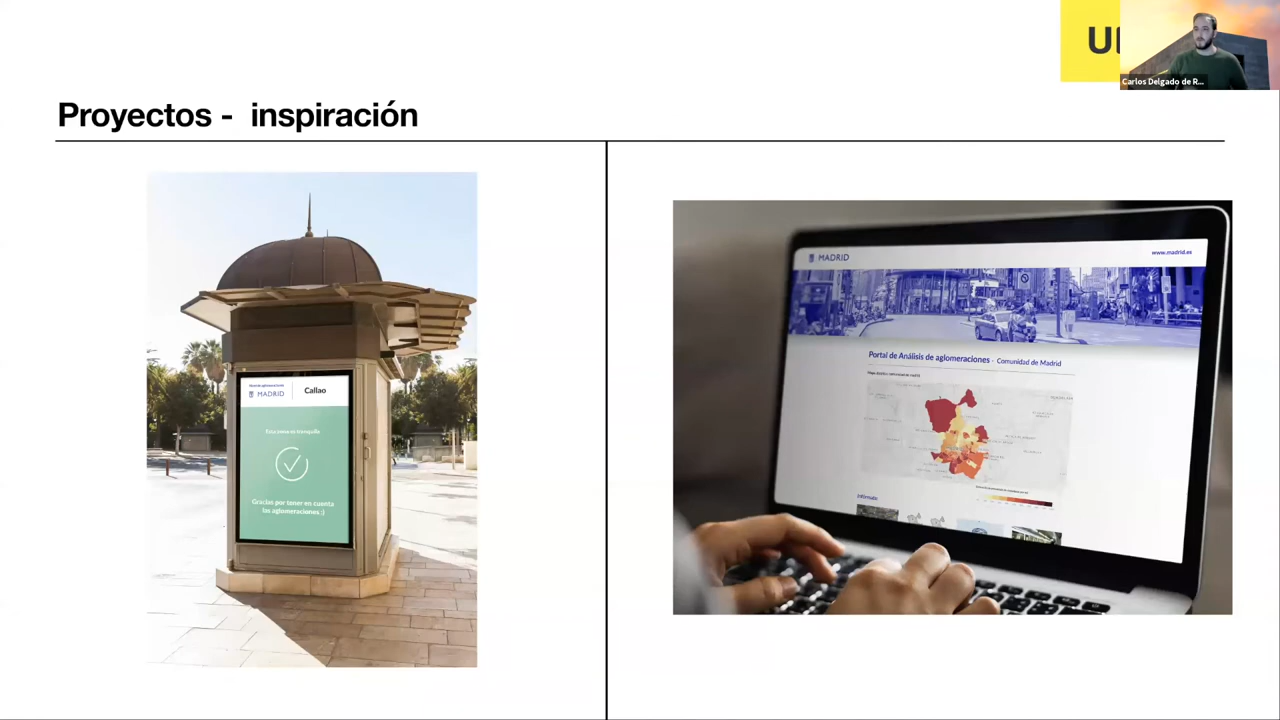 UI
Carlos Delgado de R...
Proyectos - inspiración
MADRID
Callao
Esta zona es tranquila
Gracias por tener en cuenta
las aglomeraciones ;)
MADRID
www.madrid.es
Portal de Análisis de aglomeraciones - Comunidad de Madrid
Infórmate